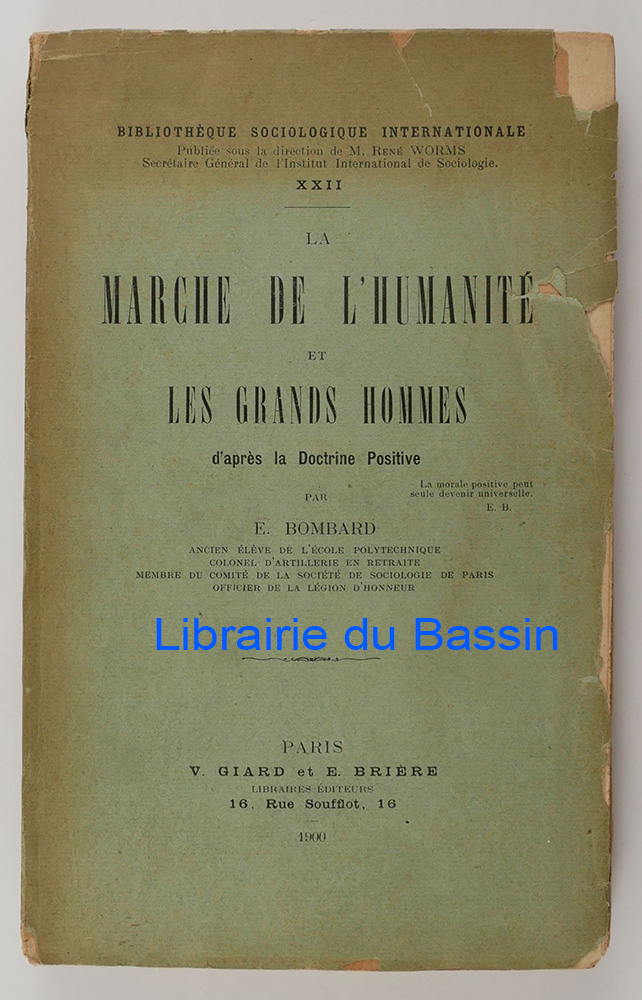 BIBLIOTHÈQUE SOCIOLOGIQUE INTERNATIONALE
Publiée sous la direction de M. RENÉ WORMS
Secrétaire Général de l'Institut International de Sociologie.
XXII
LA
MARCHE DE L'HUMANITÉ
ET
LES GRANDS HOMMES
d'après la Doctrine Positive
La morale positive peut
seule devenir universelle.
E. B.
PAR
E. BOMBARD
ANCIEN ÉLÈVE DE L'ÉCOLE POLYTECHNIQUE
COLONEL D'ARTILLERIE EN RETRAITE
MEMBRE DU COMITÉ DE LA SOCIÉTÉ DE SOCIOLOGIE DE PARIS
OFFICIER DE LA LÉGION D'HONNEUR
Librairie du Bassin
PARIS
V. GIARD et E. BRIÈRE
LIBRAIRES-ÉDITEURS
16, Rue Soufflot, 16
1900